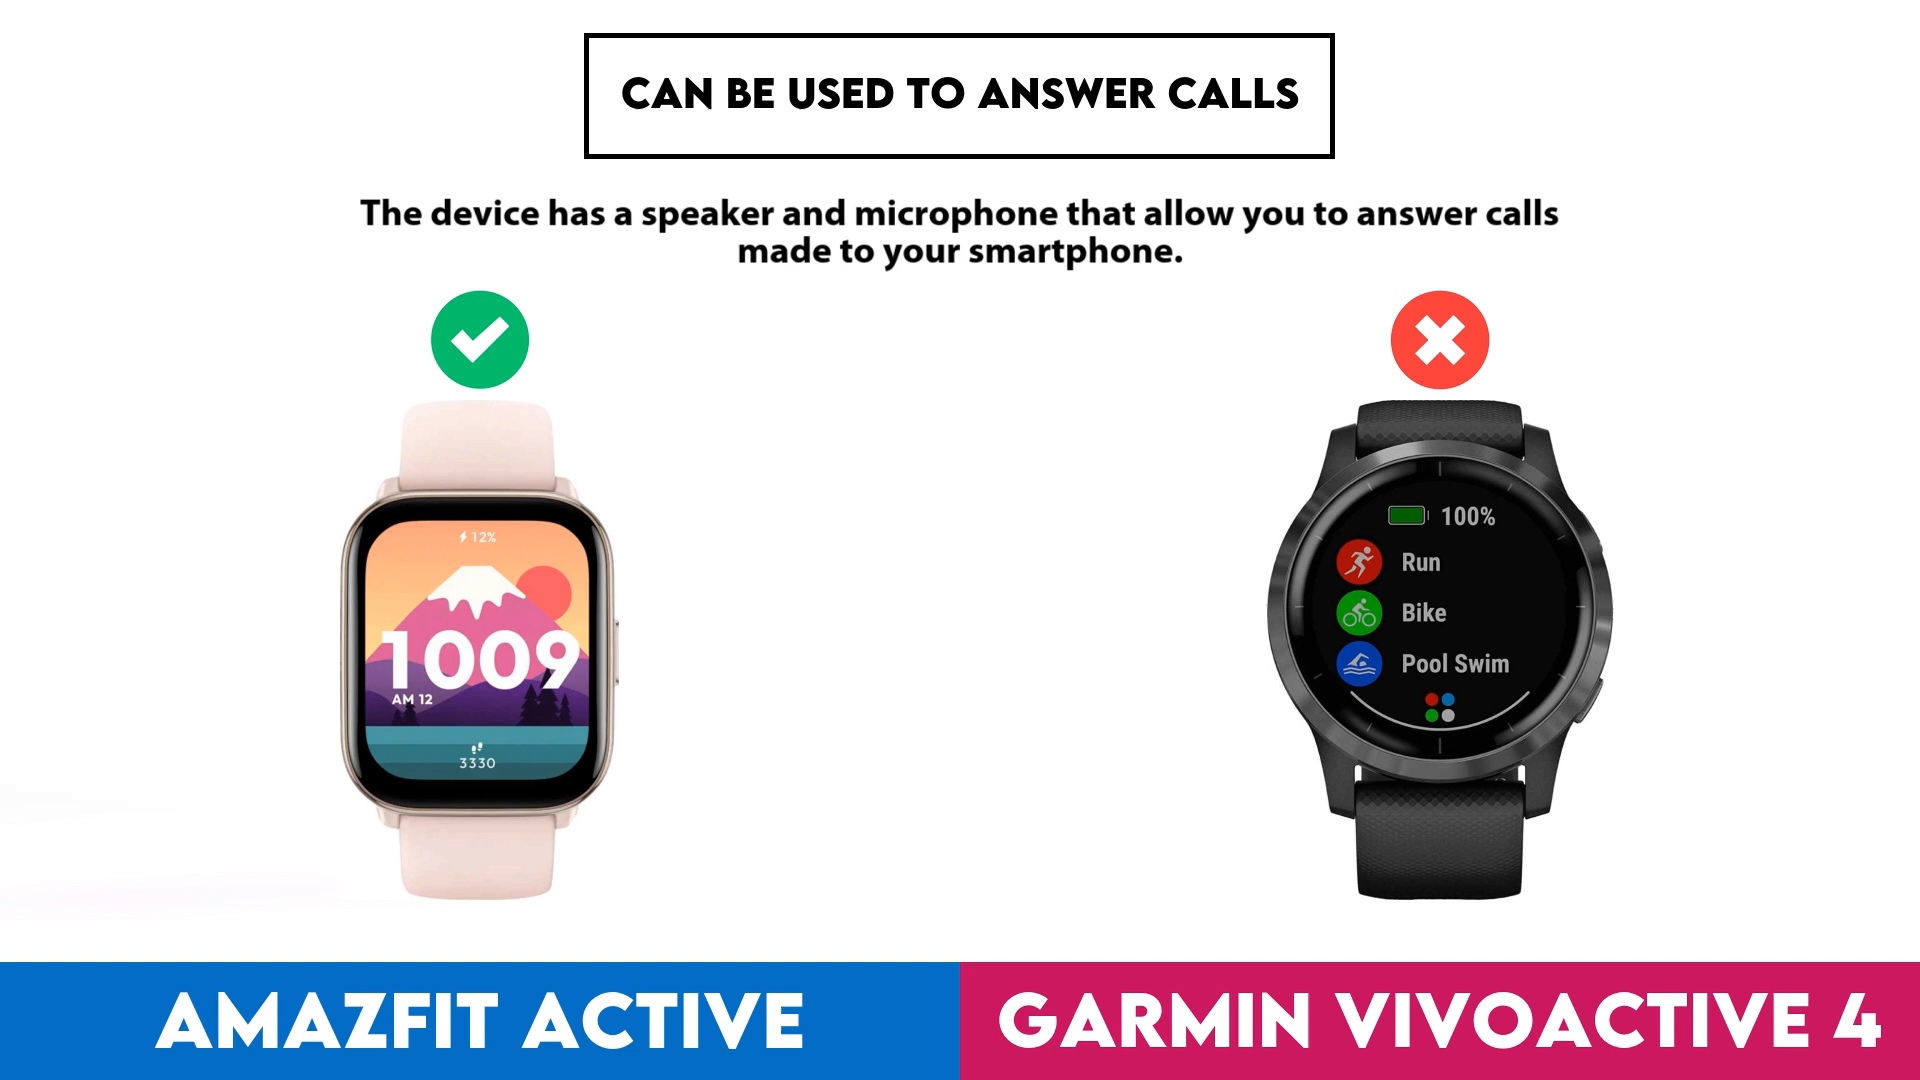 CAN BE USED TO ANSWER CALLS
The device has a speaker and microphone that allow you to answer calls
made to your smartphone.
12%
1009
AM 12
3330
100%
Run
Bike
Pool Swim
AMAZFIT ACTIVE
GARMIN VIVOACTIVE 4